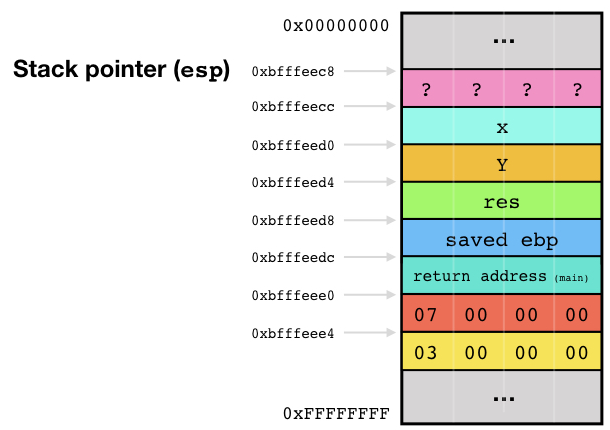 0x00000000
...
Stack pointer (esp)
0xbfffeec8
? ? ? ?
0xbfffeecc
x
0xbfffeed0
Y
0xbfffeed4
res
0xbfffeed8
saved ebp
0xbfffeedc
return address (main)
0xbfffeee0
07 00 00 00
0xbfffeee4
03 00 00 00
...
0xFFFFFFFF